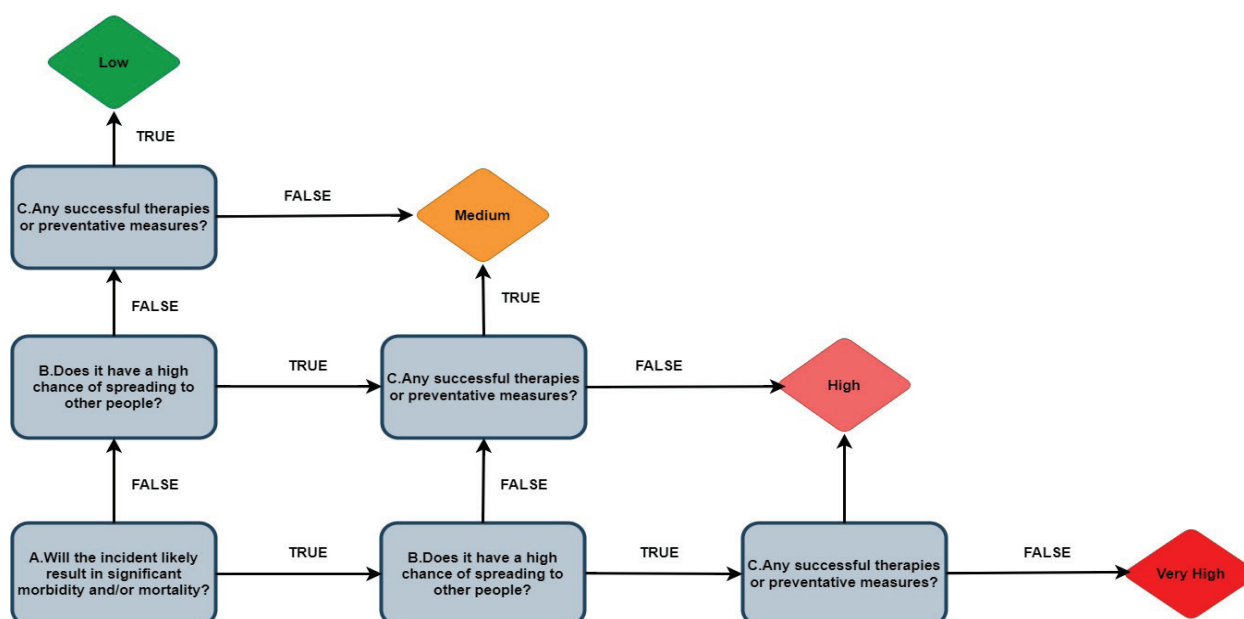 Low
TRUE
C.Any successful therapies
or preventative measures?
FALSE
Medium
FALSE
TRUE
B.Does it have a high
chance of spreading to
other people?
TRUE
C.Any successful therapies
or preventative measures?
FALSE
High
FALSE
FALSE
A.Will the incident likely
result in significant
morbidity and/or mortality?
TRUE
B.Does it have a high
chance of spreading to
other people?
TRUE
C.Any successful therapies
or preventative measures?
FALSE
Very High